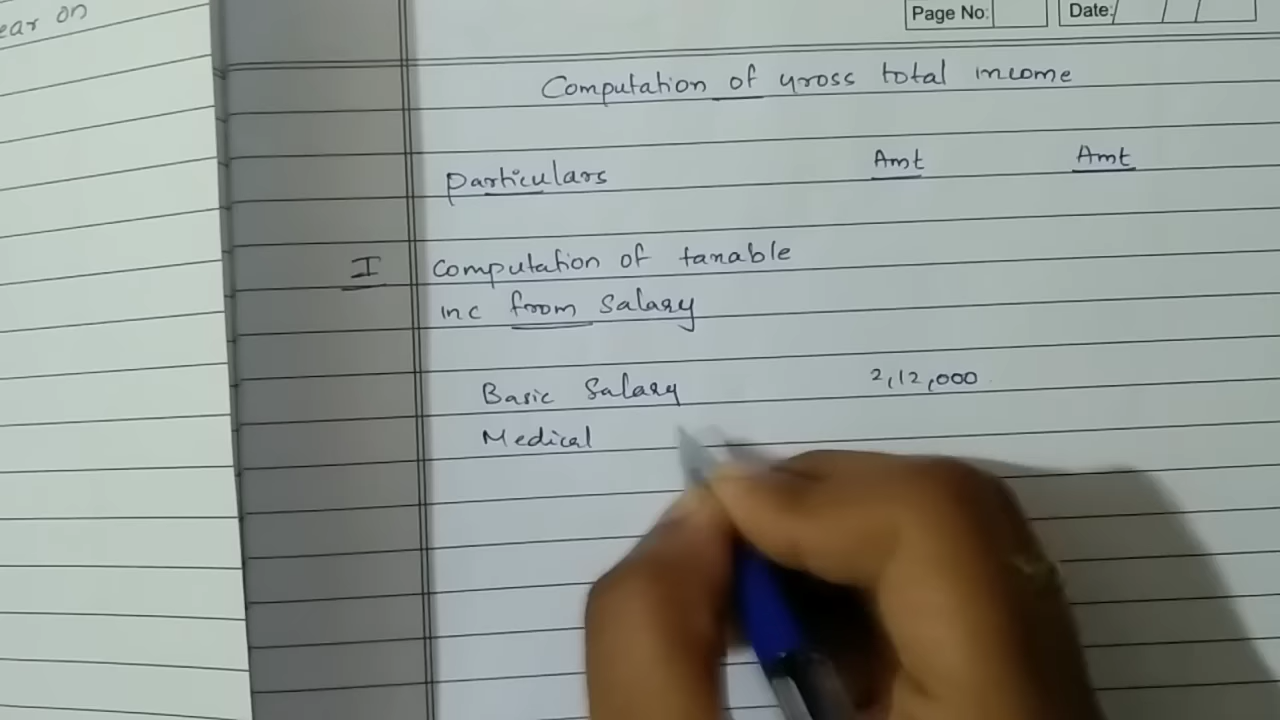 ear on
Page No: Date: / / /
Computation of gross total income
Particulars Amt Amt
I Computation of taxable
inc from salary
Basic Salary 2,12,000
Medical